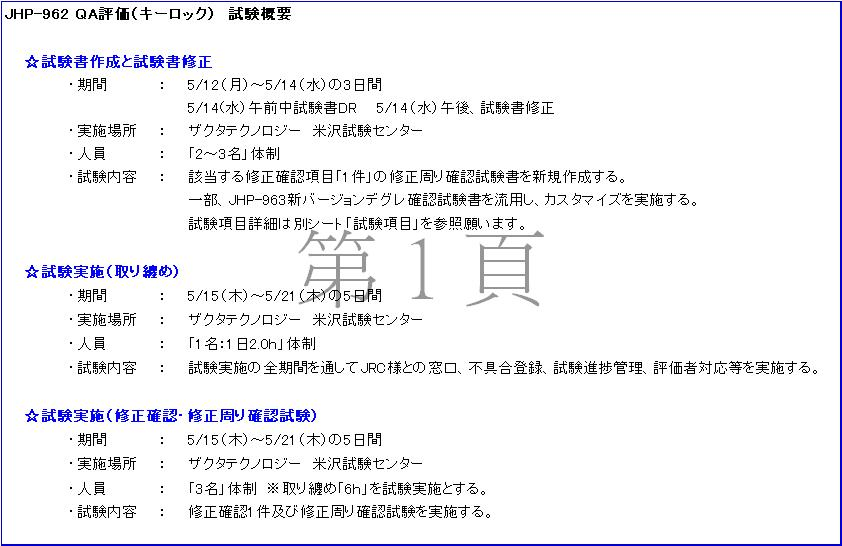 JHP-962 QA評価(キーロック) 試験概要
☆試験書作成と試験書修正
・期間 : 5/12(月)~5/14(水)の3日間
5/14(水)午前中試験書DR 5/14(水)午後、試験書修正
・実施場所 : ザクタテクノロジー 米沢試験センター
・人員 : 「2~3名」体制
・試験内容 : 該当する修正確認項目「1件」の修正周り確認試験書を新規作成する。
一部、JHP-963新バージョンデグレ確認試験書を流用し、カスタマイズを実施する。
試験項目詳細は別シート「試験項目」を参照願います。
第 1 頁
☆試験実施(取り纏め)
・期間 : 5/15(木)~5/21(木)の5日間
・実施場所 : ザクタテクノロジー 米沢試験センター
・人員 : 「1名:1日2.0h」体制
・試験内容 : 試験実施の全期間を通してJRC様との窓口、不具合登録、試験進捗管理、評価者対応等を実施する。
☆試験実施(修正確認・修正周り確認試験)
・期間 : 5/15(木)~5/21(木)の5日間
・実施場所 : ザクタテクノロジー 米沢試験センター
・人員 : 「3名」体制 ※取り纏め「6h」を試験実施とする。
・試験内容 : 修正確認1件及び修正周り確認試験を実施する。